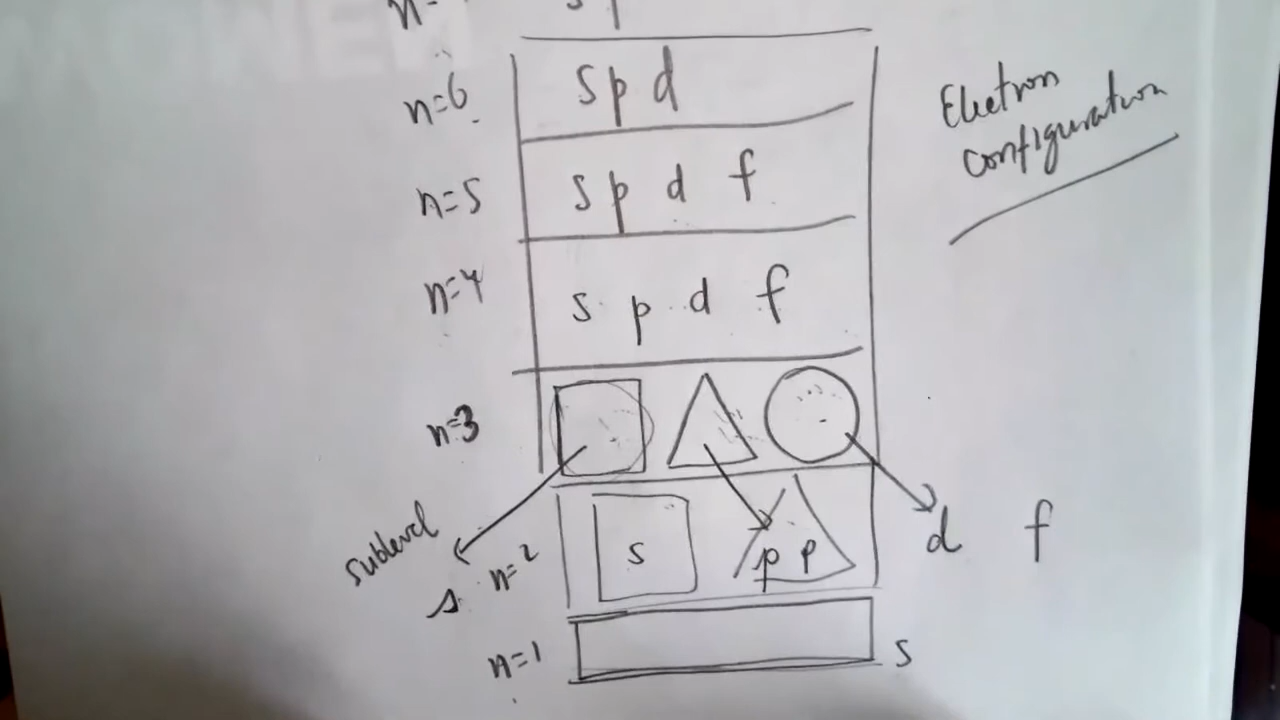 n=
s p
n=6
s p d
Electron
configuration
n=5
s p d f
n=4
s p d f
n=3
sublevel
s
n=2
s
p p
d f
n=1
s